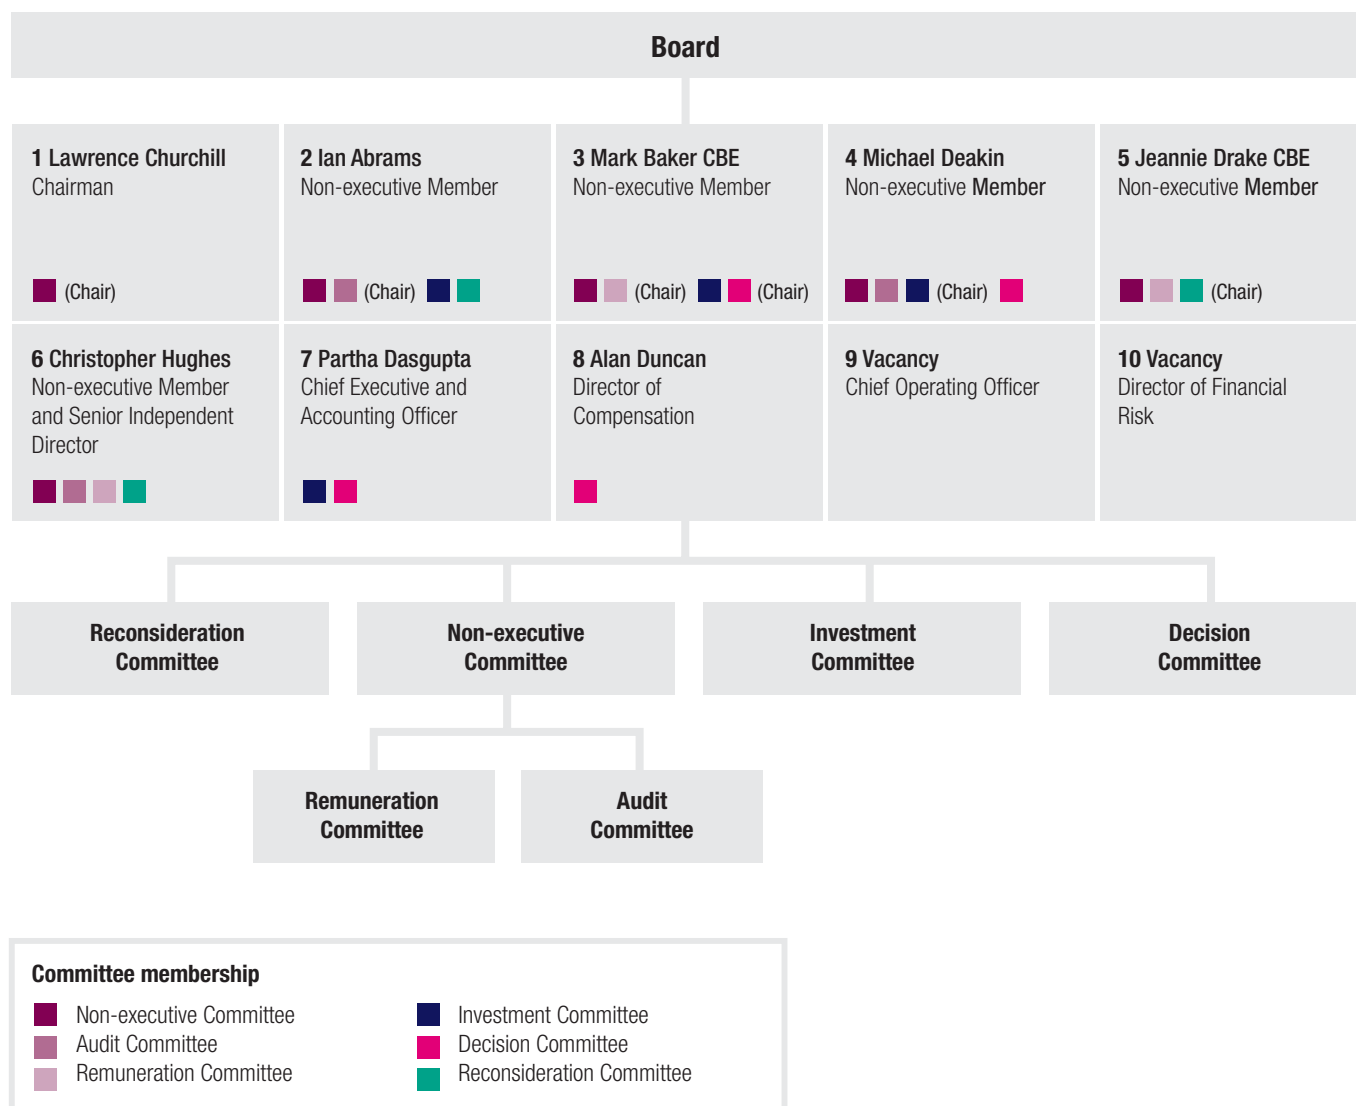 Board
1 Lawrence Churchill
Chairman
(Chair)
2 Ian Abrams
Non-executive Member
(Chair)
3 Mark Baker CBE
Non-executive Member
(Chair) (Chair)
4 Michael Deakin
Non-executive Member
(Chair)
5 Jeannie Drake CBE
Non-executive Member
(Chair)
6 Christopher Hughes
Non-executive Member
and Senior Independent
Director
7 Partha Dasgupta
Chief Executive and
Accounting Officer
8 Alan Duncan
Director of
Compensation
9 Vacancy
Chief Operating Officer
10 Vacancy
Director of Financial
Risk
Reconsideration
Committee
Non-executive
Committee
Investment
Committee
Decision
Committee
Remuneration
Committee
Audit
Committee
Committee membership
Non-executive Committee
Audit Committee
Remuneration Committee
Investment Committee
Decision Committee
Reconsideration Committee